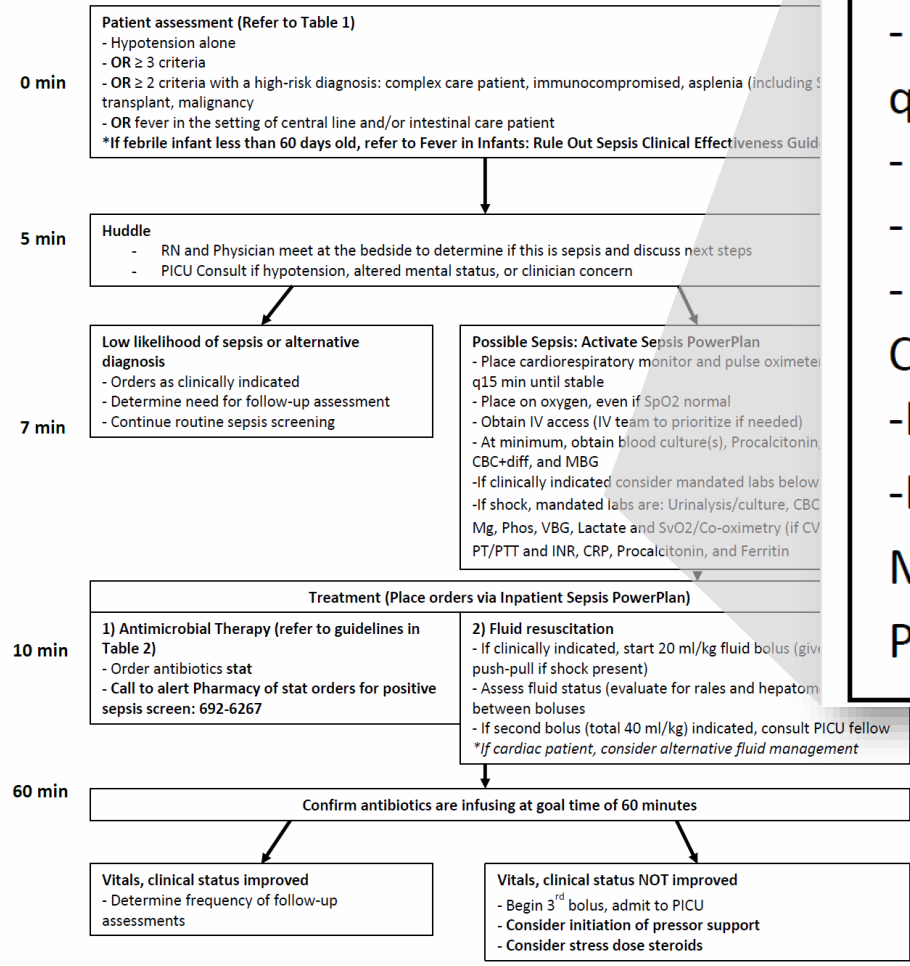 Patient assessment (Refer to Table 1)
- Hypotension alone
- OR ≥ 3 criteria
0 min
- OR ≥ 2 criteria with a high-risk diagnosis: complex care patient, immunocompromised, asplenia (including
transplant, malignancy
- OR fever in the setting of central line and/or intestinal care patient
*If febrile infant less than 60 days old, refer to Fever in Infants: Rule Out Sepsis Clinical Effectiveness Guid
5 min
Huddle
- RN and Physician meet at the bedside to determine if this is sepsis and discuss next steps
- PICU Consult if hypotension, altered mental status, or clinician concern
7 min
Low likelihood of sepsis or alternative
diagnosis
- Orders as clinically indicated
- Determine need for follow-up assessment
- Continue routine sepsis screening
Possible Sepsis: Activate Sepsis PowerPlan
- Place cardiorespiratory monitor and pulse oximete
q15 min until stable
- Place on oxygen, even if SpO2 normal
- Obtain IV access (IV team to prioritize if needed)
- At minimum, obtain blood culture(s), Procalcitonin,
CBC+diff, and MBG
-If clinically indicated consider mandated labs below
-If shock, mandated labs are: Urinalysis/culture, CBC
Mg, Phos, VBG, Lactate and SvO2/Co-oximetry (if CV
PT/PTT and INR, CRP, Procalcitonin, and Ferritin
Treatment (Place orders via Inpatient Sepsis PowerPlan)
10 min
1) Antimicrobial Therapy (refer to guidelines in
Table 2)
- Order antibiotics stat
- Call to alert Pharmacy of stat orders for positive
sepsis screen: 692-6267
2) Fluid resuscitation
- If clinically indicated, start 20 ml/kg fluid bolus (giv
push-pull if shock present)
- Assess fluid status (evaluate for rales and hepatom
between boluses
- If second bolus (total 40 ml/kg) indicated, consult PICU fellow
*If cardiac patient, consider alternative fluid management
60 min
Confirm antibiotics are infusing at goal time of 60 minutes
Vitals, clinical status improved
- Determine frequency of follow-up
assessments
Vitals, clinical status NOT improved
- Begin 3rd bolus, admit to PICU
- Consider initiation of pressor support
- Consider stress dose steroids